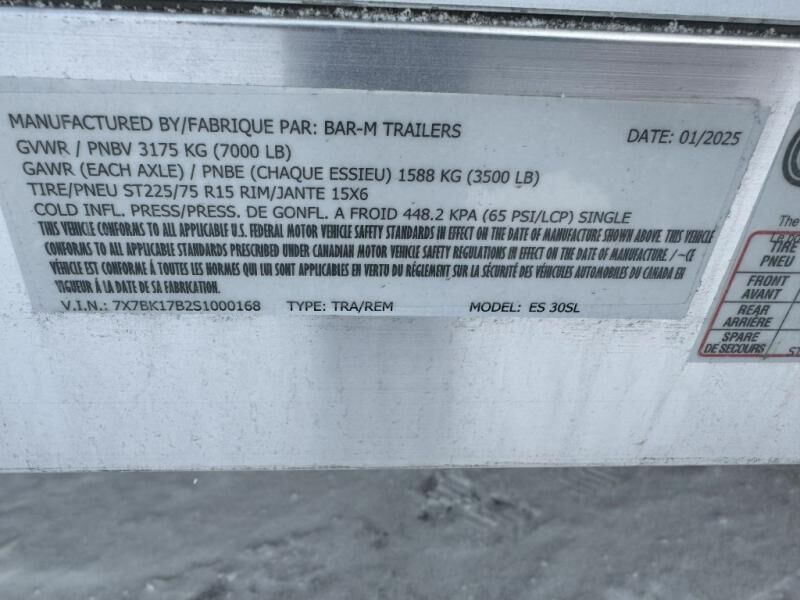 MANUFACTURED BY/FABRIQUE PAR: BAR-M TRAILERS DATE: 01/2025
GVWR / PNBV 3175 KG (7000 LB)
GAWR (EACH AXLE) / PNBE (CHAQUE ESSIEU) 1588 KG (3500 LB)
TIRE/PNEU ST225/75 R15 RIM/JANTE 15X6
COLD INFL. PRESS/PRESS. DE GONFL. A FROID 448.2 KPA (65 PSI/LCP) SINGLE
THIS VEHICLE CONFORMS TO ALL APPLICABLE U.S. FEDERAL MOTOR VEHICLE SAFETY STANDARDS IN EFFECT ON THE DATE OF MANUFACTURE SHOWN ABOVE. THIS VEHICLE
CONFORMS TO ALL APPLICABLE STANDARDS PRESCRIBED UNDER CANADIAN MOTOR VEHICLE SAFETY REGULATIONS IN EFFECT ON THE DATE OF MANUFACTURE / -CE
VÉHICLE EST CONFORME À TOUTES LES NORMES QUI LUI SONT APPLICABLES EN VERTU DU RÉGLEMENT SUR LA SÉCURITÉ DES VÉHICULES AUTOMOBILES DU CANADA EN
VIGUEUR À LA DATE DE SA FABRICATION.
V.I.N.: 7X7BK17B2S1000168 TYPE: TRA/REM MODEL: ES 30SL
The
TIRE
PNEU
FRONT
AVANT
REAR
ARRIÈRE
SPARE
DE SECOURS